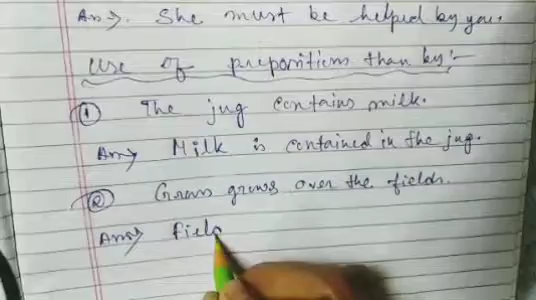 Ans→. She must be helped by you.
Use of prepositions than by:-
① The jug contains milk.
Ans→ Milk is contained in the jug.
② Grass grows over the fields.
Ans→ Field